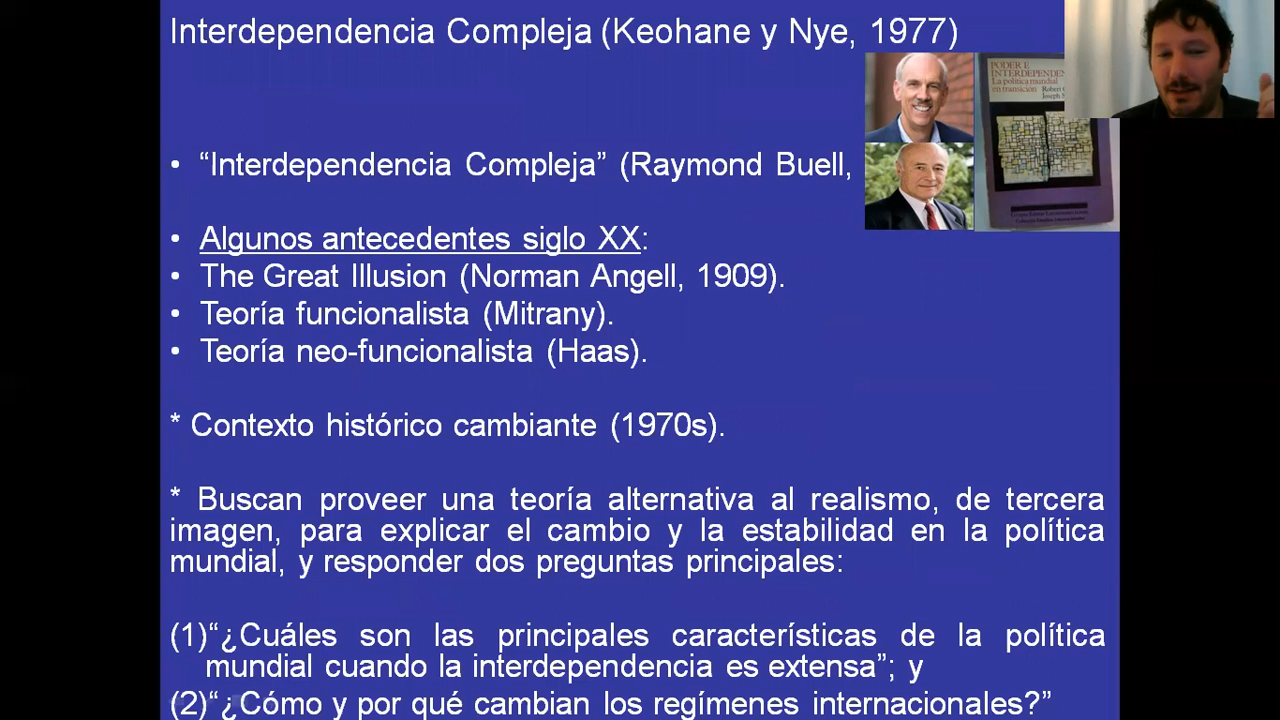 Interdependencia Compleja (Keohane y Nye, 1977)
PODER E
INTERDEPENDEN
La política mundial
en transición
Robert
Joseph S
• “Interdependencia Compleja” (Raymond Buell,
• Algunos antecedentes siglo XX:
• The Great Illusion (Norman Angell, 1909).
• Teoría funcionalista (Mitrany).
• Teoría neo-funcionalista (Haas).
* Contexto histórico cambiante (1970s).
* Buscan proveer una teoría alternativa al realismo, de tercera
imagen, para explicar el cambio y la estabilidad en la política
mundial, y responder dos preguntas principales:
(1)“¿Cuáles son las principales características de la política
mundial cuando la interdependencia es extensa”; y
(2)“¿Cómo y por qué cambian los regímenes internacionales?”